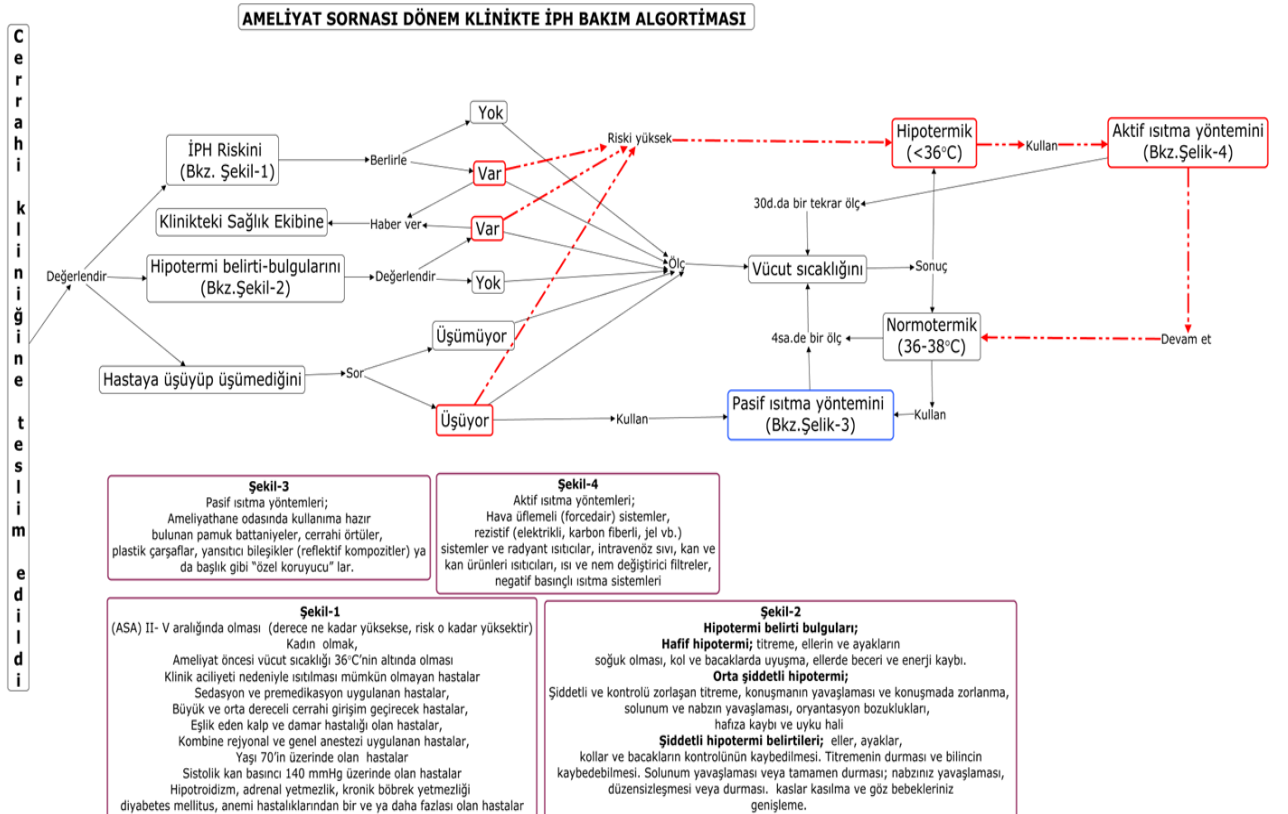 AMELİYAT SORNASI DÖNEM KLİNİKTE İPH BAKIM ALGORTİMASI
Cerrahi kliniğine teslim edildi
Değerlendir
İPH Riskini
(Bkz. Şekil-1)
Berlirle
Yok
Var
Riski yüksek
Hipotermik
(<36°C)
Kullan
Aktif ısıtma yöntemini
(Bkz.Şelik-4)
Klinikteki Sağlık Ekibine
Haber ver
Var
30d.da bir tekrar ölç
Hipotermi belirti-bulgularını
(Bkz.Şekil-2)
Değerlendir
Yok
Ölç
Vücut sıcaklığını
Sonuç
Üşümüyor
4sa.de bir ölç
Normotermik
(36-38°C)
Devam et
Hastaya üşüyüp üşümediğini
Sor
Üşüyor
Kullan
Pasif ısıtma yöntemini
(Bkz.Şelik-3)
Kullan
Şekil-3
Pasif ısıtma yöntemleri;
Ameliyathane odasında kullanıma hazır
bulunan pamuk battaniyeler, cerrahi örtüler,
plastik çarşaflar, yansıtıcı bileşikler (reflektif kompozitler) ya
da başlık gibi “özel koruyucu” lar.
Şekil-4
Aktif ısıtma yöntemleri;
Hava üflemeli (forcedair) sistemler,
rezistif (elektrikli, karbon fiberli, jel vb.)
sistemler ve radyant ısıtıcılar, intravenöz sıvı, kan ve
kan ürünleri ısıtıcıları, ısı ve nem değiştirici filtreler,
negatif basınçlı ısıtma sistemleri
Şekil-1
(ASA) II- V aralığında olması (derece ne kadar yüksekse, risk o kadar yüksektir)
Kadın olmak,
Ameliyat öncesi vücut sıcaklığı 36°C’nin altında olması
Klinik aciliyeti nedeniyle ısıtılması mümkün olmayan hastalar
Sedasyon ve premedikasyon uygulanan hastalar,
Büyük ve orta dereceli cerrahi girişim geçirecek hastalar,
Eşlik eden kalp ve damar hastalığı olan hastalar,
Kombine rejyonal ve genel anestezi uygulanan hastalar,
Yaşı 70’in üzerinde olan hastalar
Sistolik kan basıncı 140 mmHg üzerinde olan hastalar
Hipotroidizm, adrenal yetmezlik, kronik böbrek yetmezliği
diyabetes mellitus, anemi hastalıklarından bir ve ya daha fazlası olan hastalar
Şekil-2
Hipotermi belirti bulguları;
Hafif hipotermi; titreme, ellerin ve ayakların
soğuk olması, kol ve bacaklarda uyuşma, ellerde beceri ve enerji kaybı.
Orta şiddetli hipotermi;
Şiddetli ve kontrolü zorlaşan titreme, konuşmanın yavaşlaması ve konuşmada zorlanma,
solunum ve nabzın yavaşlaması, oryantasyon bozuklukları,
hafıza kaybı ve uyku hali
Şiddetli hipotermi belirtileri; eller, ayaklar,
kollar ve bacakların kontrolünün kaybedilmesi. Titremenin durması ve bilincin
kaybedebilmesi. Solunum yavaşlaması veya tamamen durması; nabzınız yavaşlaması,
düzensizleşmesi veya durması. kaslar kasılma ve göz bebekleriniz
genişleme.